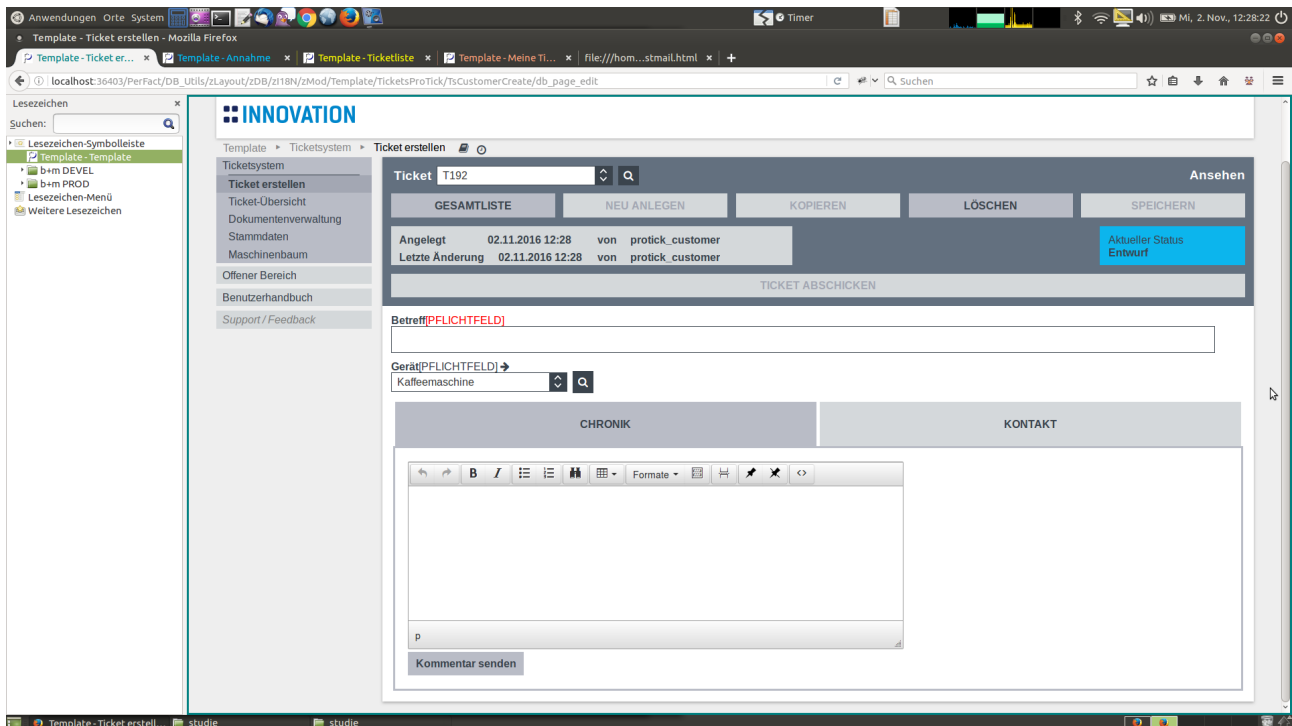 Anwendungen Orte System
Timer
Mi, 2. Nov., 12:28:22
Template - Ticket erstellen - Mozilla Firefox
Template - Ticket er... × Template - Annahme × Template - Ticketliste × Template - Meine Ti... × file:///hom...stmail.html × +
localhost:36403/PerFact/DB_Utils/zLayout/zDB/zI18N/zMod/Template/TicketsProTick/TsCustomerCreate/db_page_edit
Suchen
Lesezeichen ×
Suchen:
Lesezeichen-Symbolleiste
Template - Template
b+m DEVEL
b+m PROD
Lesezeichen-Menü
Weitere Lesezeichen
INNOVATION
Template Ticketsystem Ticket erstellen
Ticketsystem
Ticket erstellen
Ticket-Übersicht
Dokumentenverwaltung
Stammdaten
Maschinenbaum
Offener Bereich
Benutzerhandbuch
Support / Feedback
Ticket T192
Ansehen
GESAMTLISTE NEU ANLEGEN KOPIEREN LÖSCHEN SPEICHERN
Angelegt 02.11.2016 12:28 von protick_customer
Letzte Änderung 02.11.2016 12:28 von protick_customer
Aktueller Status
Entwurf
TICKET ABSCHICKEN
Betreff[PFLICHTFELD]
Gerät[PFLICHTFELD]
Kaffeemaschine
CHRONIK KONTAKT
B I Formate
p
Kommentar senden
Template - Ticket erstell... studie studie